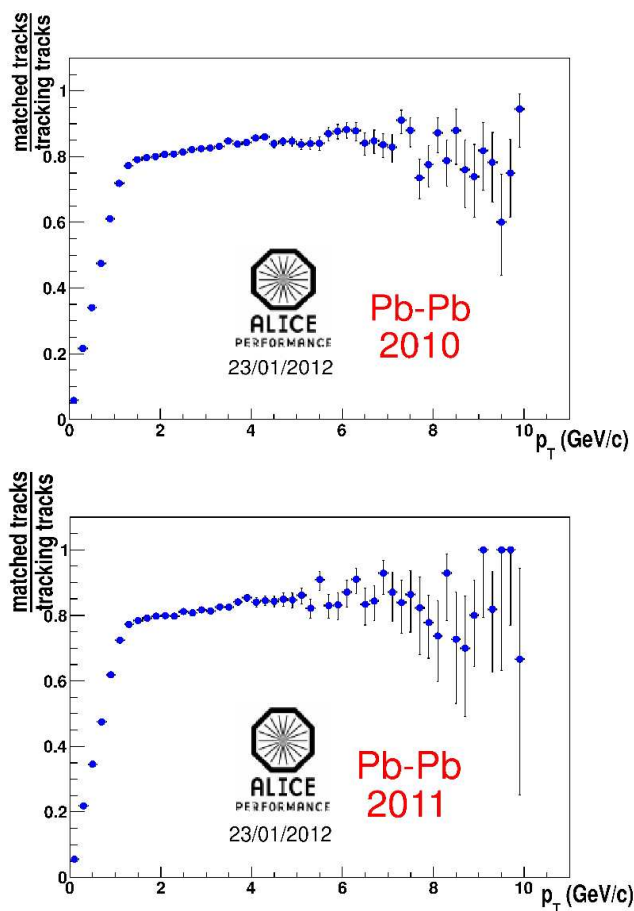 matched tracks
tracking tracks
1
0.8
0.6
0.4
0.2
0
ALICE
PERFORMANCE
23/01/2012
Pb-Pb
2010
0 2 4 6 8 10
p_T (GeV/c)
matched tracks
tracking tracks
1
0.8
0.6
0.4
0.2
0
ALICE
PERFORMANCE
23/01/2012
Pb-Pb
2011
0 2 4 6 8 10
p_T (GeV/c)